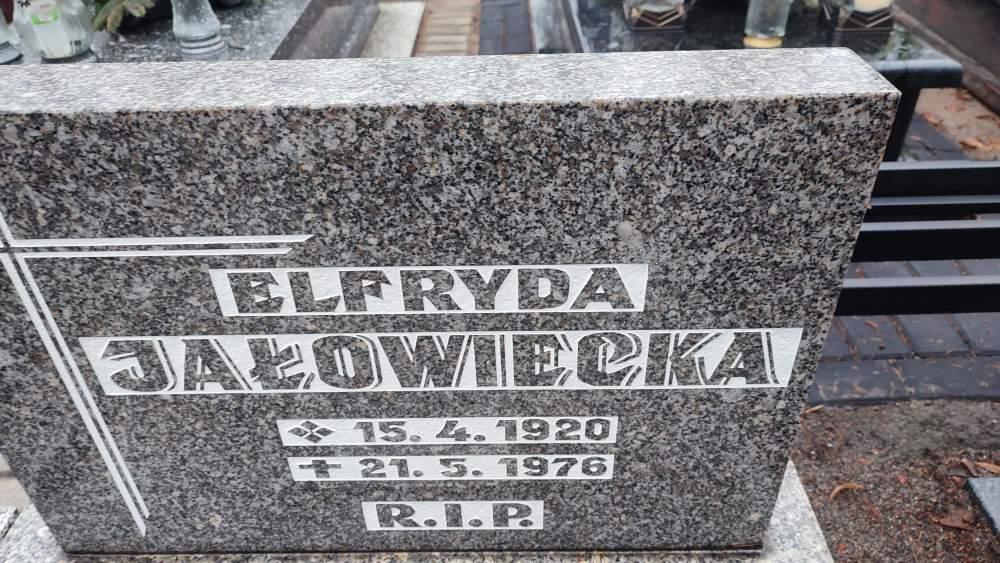 ELFRYDA
JAŁOWIECKA
15. 4. 1920
21. 5. 1976
R.I.P.